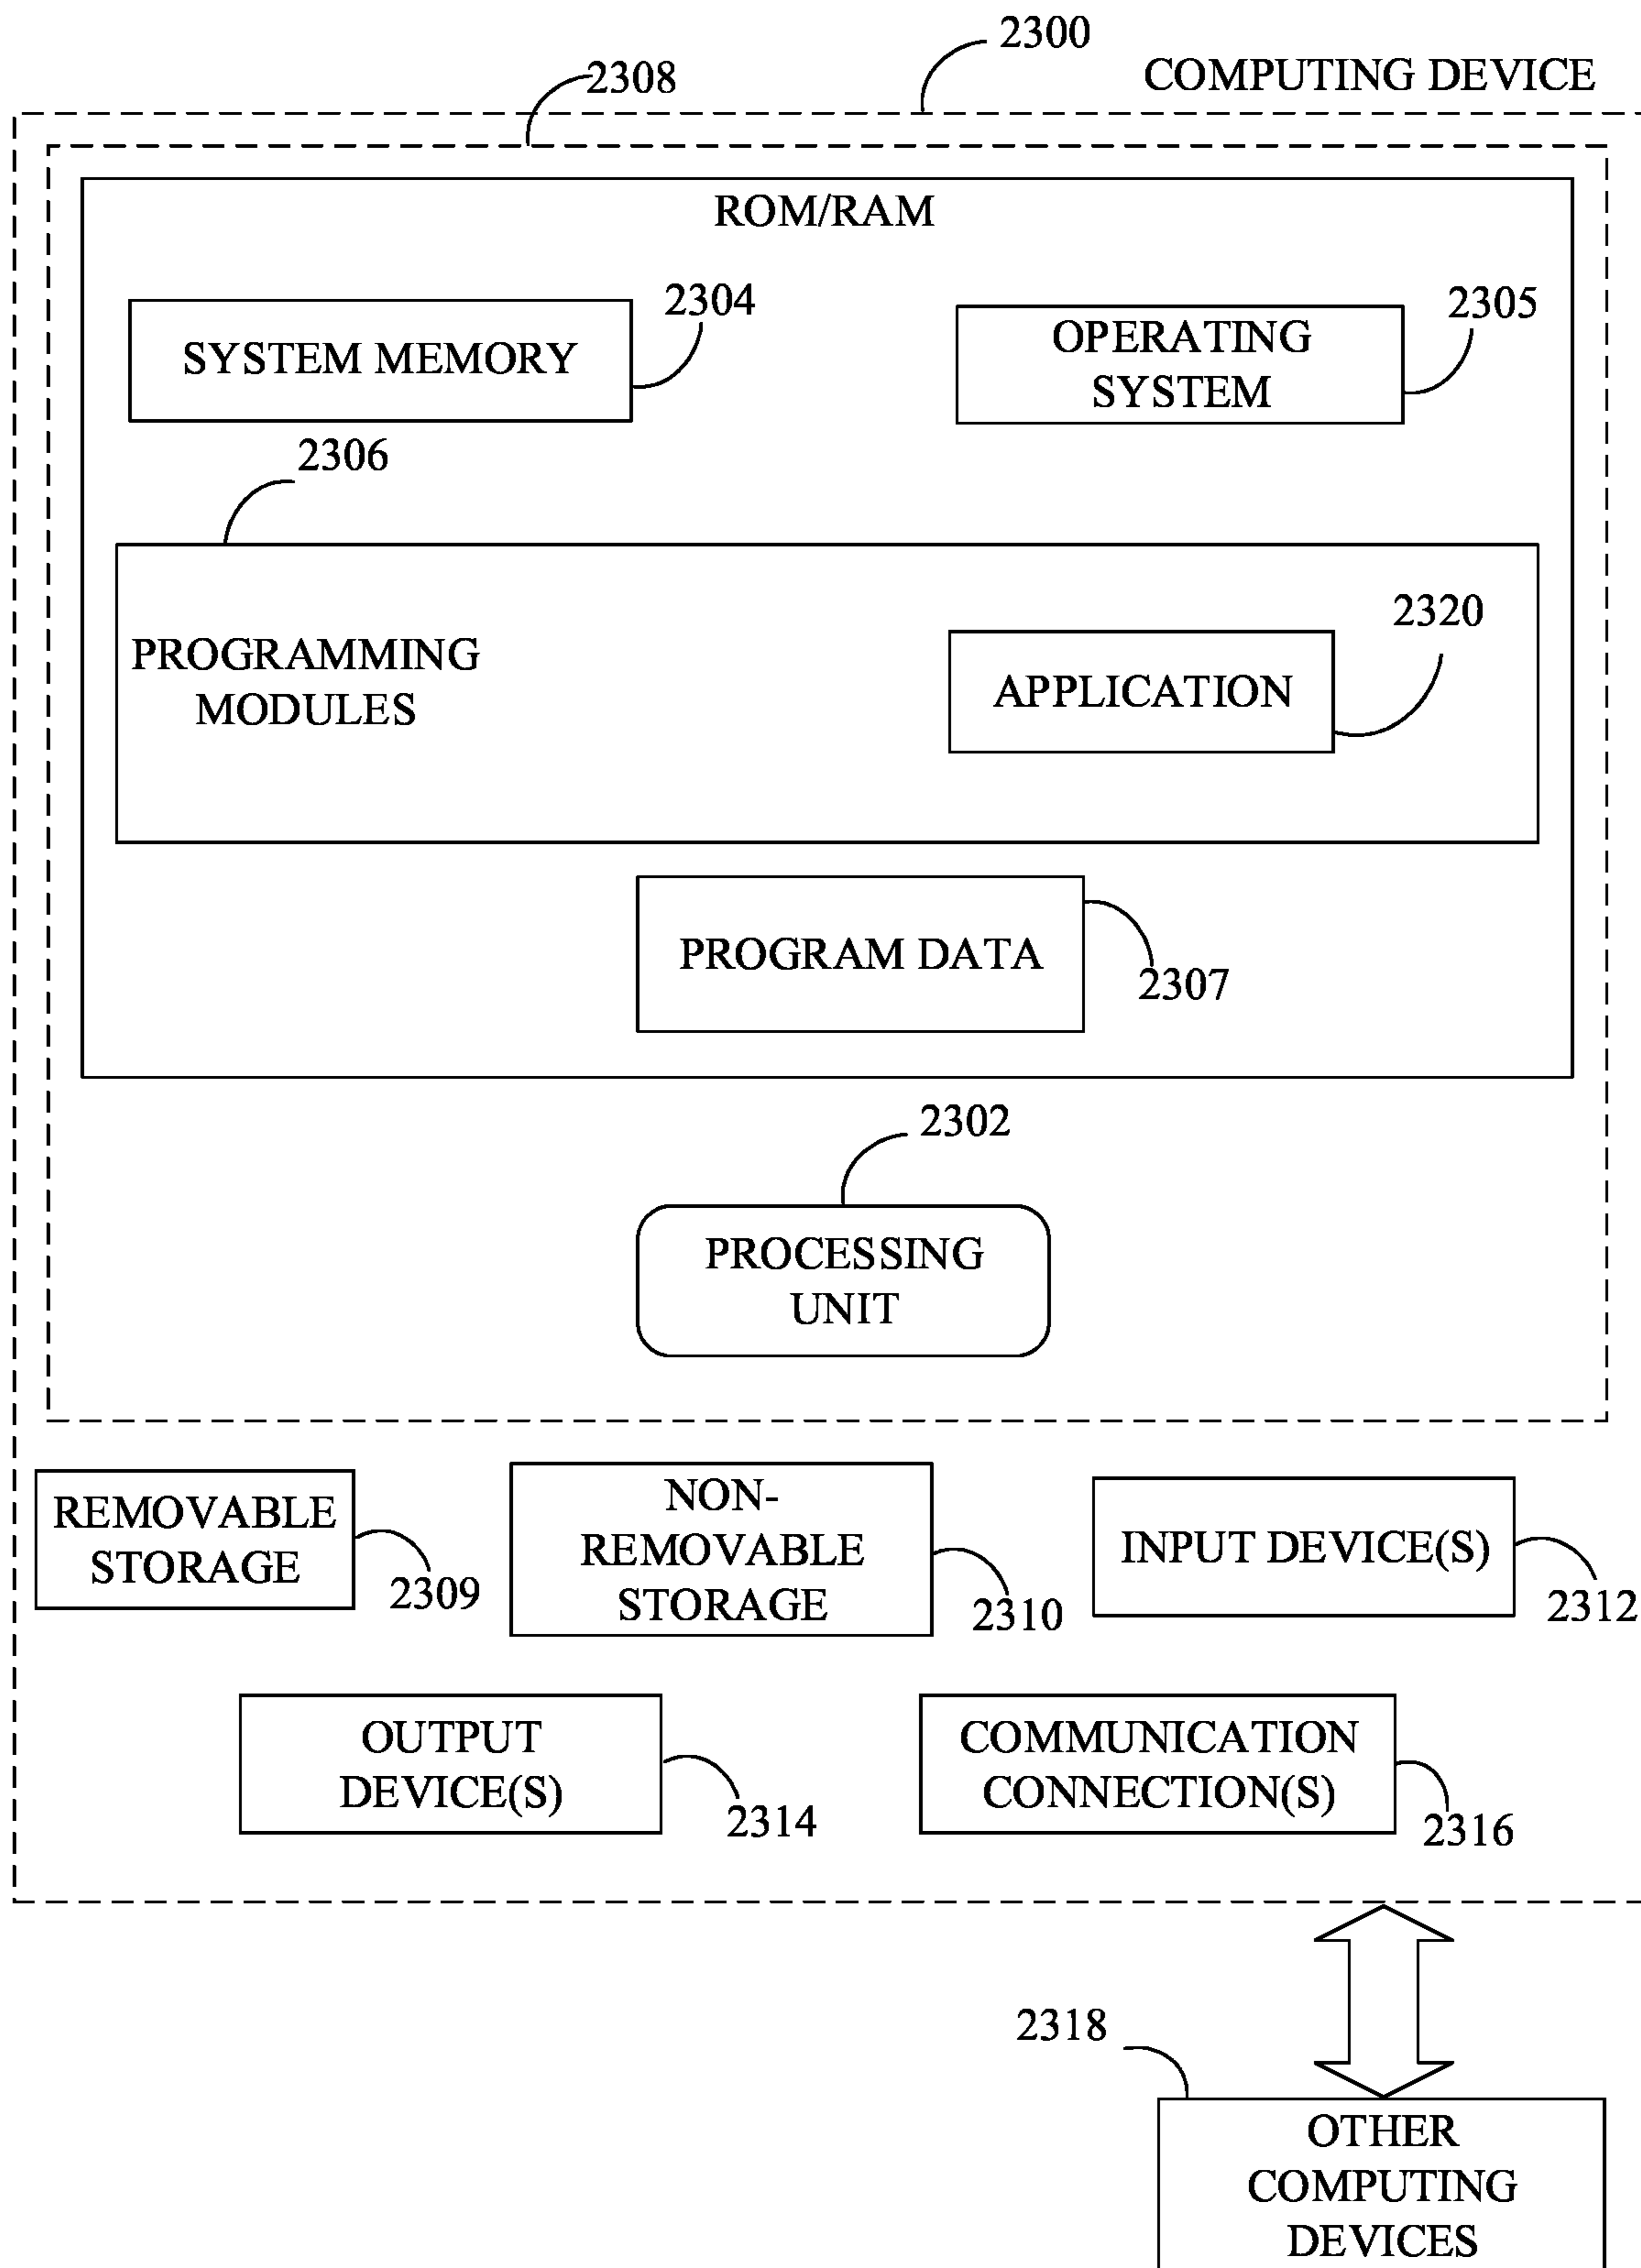 2300
2308
COMPUTING DEVICE
ROM/RAM
2304
2305
SYSTEM MEMORY
OPERATING
SYSTEM
2306
2320
PROGRAMMING
MODULES
APPLICATION
PROGRAM DATA
2307
2302
PROCESSING
UNIT
REMOVABLE
STORAGE
2309
NON-
REMOVABLE
STORAGE
2310
INPUT DEVICE(S)
2312
OUTPUT
DEVICE(S)
2314
COMMUNICATION
CONNECTION(S)
2316
2318
OTHER
COMPUTING
DEVICES